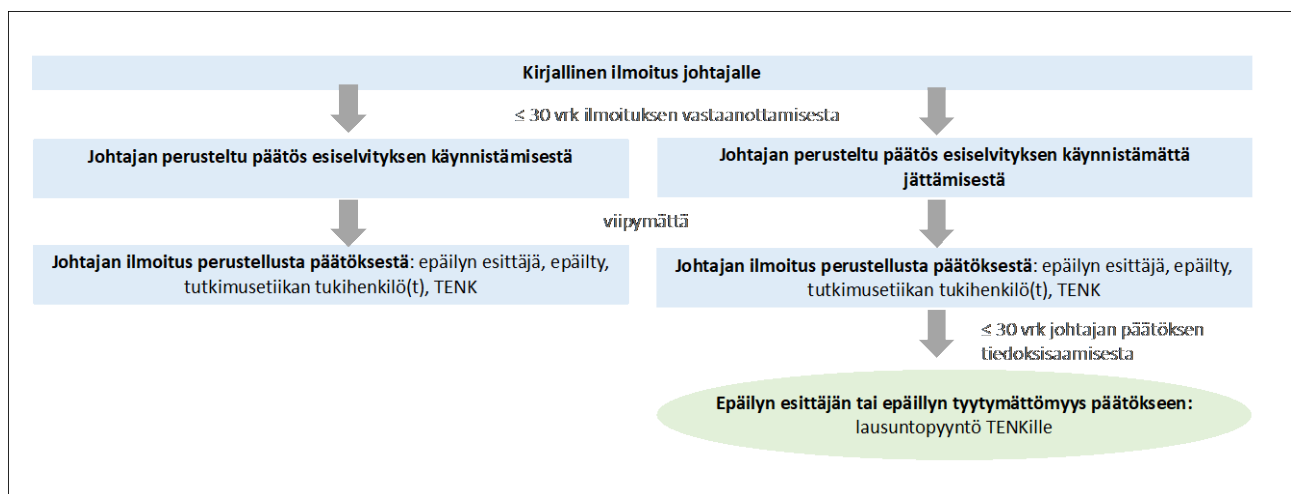 Kirjallinen ilmoitus johtajalle
≤ 30 vrk ilmoituksen vastaanottamisesta
Johtajan perusteltu päätös esiselvityksen käynnistämisestä
Johtajan perusteltu päätös esiselvityksen käynnistämättä
jättämisestä
viipymättä
Johtajan ilmoitus perustellusta päätöksestä: epäilyn esittäjä, epäilty,
tutkimusetiikan tukihenkilö(t), TENK
Johtajan ilmoitus perustellusta päätöksestä: epäilyn esittäjä, epäilty,
tutkimusetiikan tukihenkilö(t), TENK
≤ 30 vrk johtajan päätöksen
tiedoksisaamisesta
Epäilyn esittäjän tai epäillyn tyytymättömyys päätökseen:
lausuntopyyntö TENKille